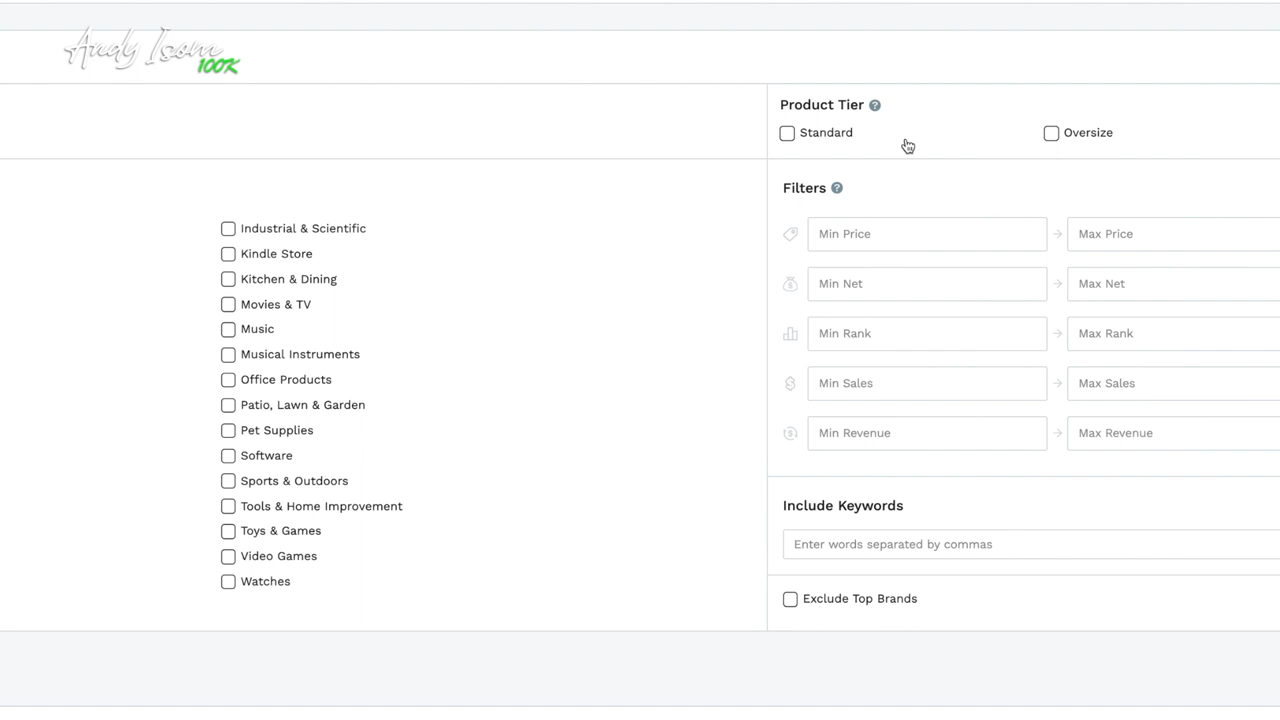 Andy Isom
100K
Product Tier ?
Standard
Oversize
Filters ?
Industrial & Scientific
Kindle Store
Kitchen & Dining
Movies & TV
Music
Musical Instruments
Office Products
Patio, Lawn & Garden
Pet Supplies
Software
Sports & Outdoors
Tools & Home Improvement
Toys & Games
Video Games
Watches
Min Price
Max Price
Min Net
Max Net
Min Rank
Max Rank
Min Sales
Max Sales
Min Revenue
Max Revenue
Include Keywords
Enter words separated by commas
Exclude Top Brands